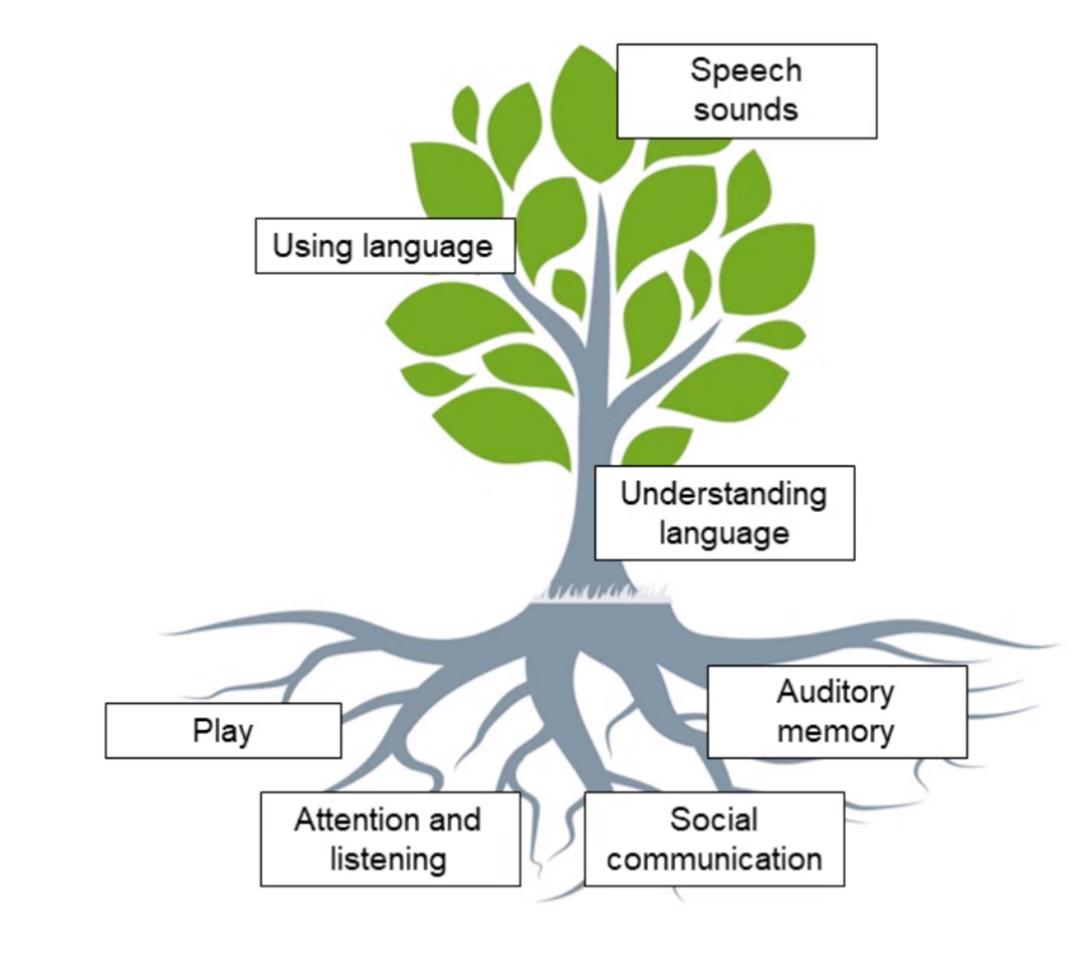 Speech
sounds
Using language
Understanding
language
Auditory
memory
Play
Attention and
listening
Social
communication